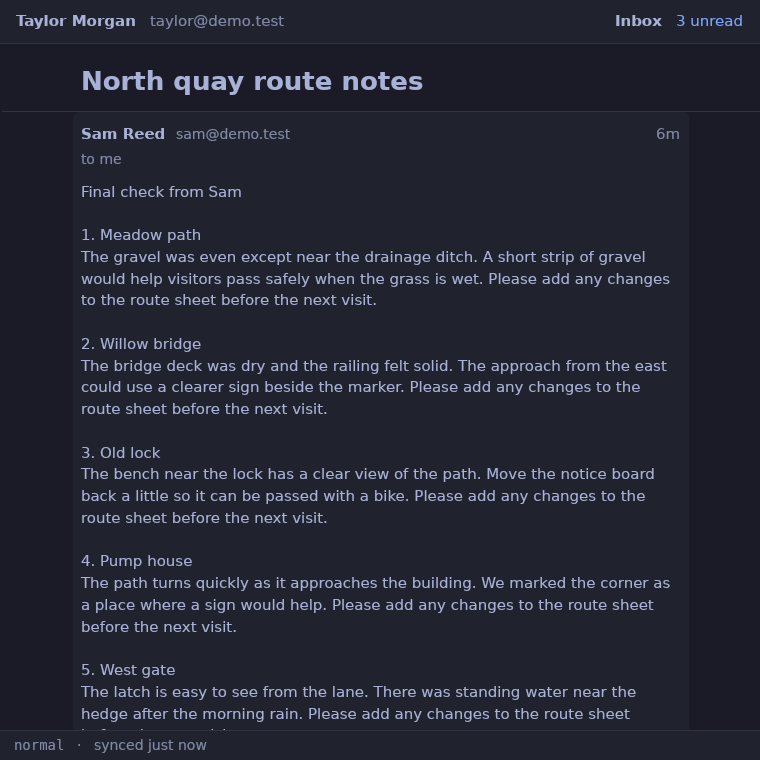 Taylor Morgan taylor@demo.test Inbox 3 unread
North quay route notes
Sam Reed sam@demo.test 6m
to me
Final check from Sam
1. Meadow path
The gravel was even except near the drainage ditch. A short strip of gravel
would help visitors pass safely when the grass is wet. Please add any changes
to the route sheet before the next visit.
2. Willow bridge
The bridge deck was dry and the railing felt solid. The approach from the east
could use a clearer sign beside the marker. Please add any changes to the
route sheet before the next visit.
3. Old lock
The bench near the lock has a clear view of the path. Move the notice board
back a little so it can be passed with a bike. Please add any changes to the
route sheet before the next visit.
4. Pump house
The path turns quickly as it approaches the building. We marked the corner as
a place where a sign would help. Please add any changes to the route sheet
before the next visit.
5. West gate
The latch is easy to see from the lane. There was standing water near the
hedge after the morning rain. Please add any changes to the route sheet
normal · synced just now